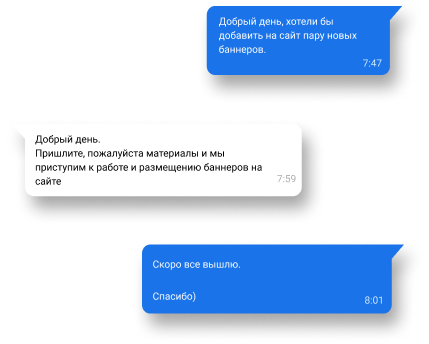 Добрый день, хотели бы
добавить на сайт пару новых
баннеров.
7:47
Добрый день.
Пришлите, пожалуйста материалы и мы
приступим к работе и размещению баннеров на
сайте
7:59
Скоро все вышлю.
Спасибо)
8:01